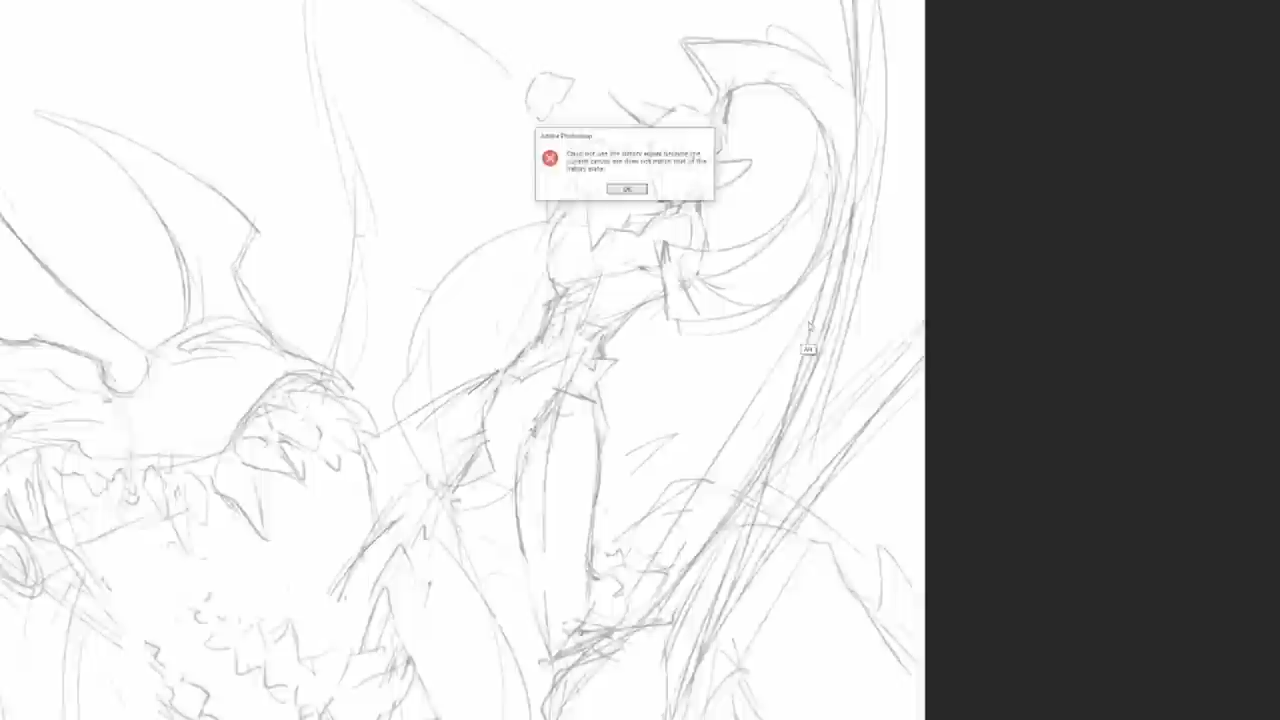 Adobe Photoshop
Could not use the history eraser because the
current canvas size does not match that of the
history state.
OK